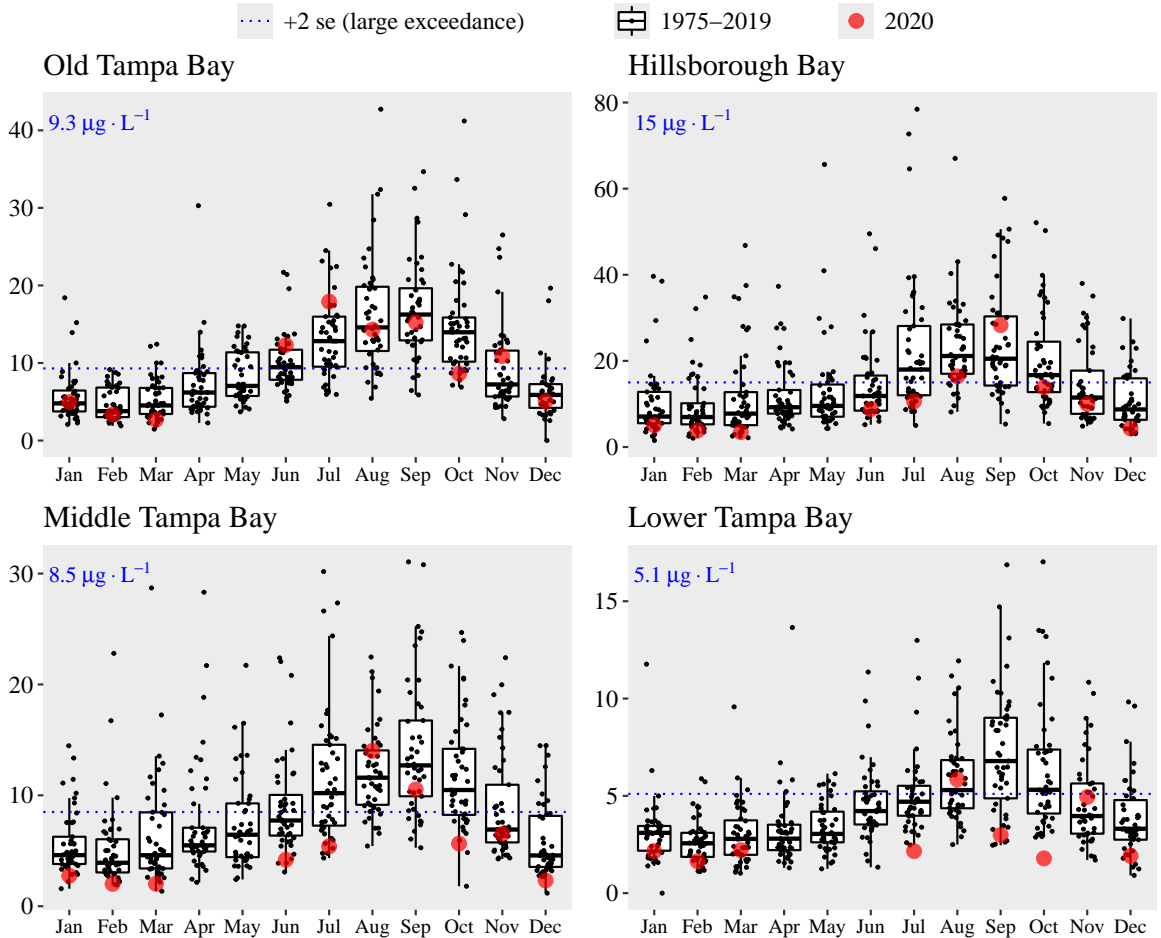 +2 se (large exceedance) 1975−2019 2020
Old Tampa Bay
9.3 μg ⋅ L−1
40
30
20
10
0
Jan Feb Mar Apr May Jun Jul Aug Sep Oct Nov Dec
Hillsborough Bay
15 μg ⋅ L−1
80
60
40
20
0
Jan Feb Mar Apr May Jun Jul Aug Sep Oct Nov Dec
Middle Tampa Bay
8.5 μg ⋅ L−1
30
20
10
0
Jan Feb Mar Apr May Jun Jul Aug Sep Oct Nov Dec
Lower Tampa Bay
5.1 μg ⋅ L−1
15
10
5
0
Jan Feb Mar Apr May Jun Jul Aug Sep Oct Nov Dec